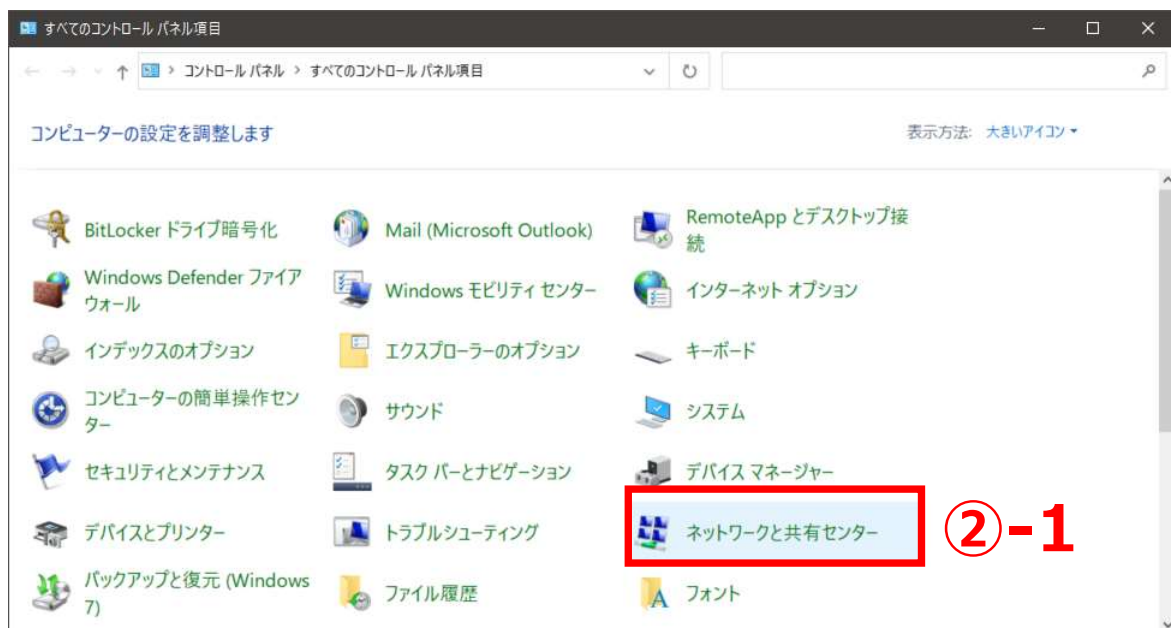 すべてのコントロール パネル項目
コントロール パネル > すべてのコントロール パネル項目
コンピューターの設定を調整します
表示方法: 大きいアイコン
BitLocker ドライブ暗号化
Mail (Microsoft Outlook)
RemoteApp とデスクトップ接
続
Windows Defender ファイア
ウォール
Windows モビリティ センター
インターネット オプション
インデックスのオプション
エクスプローラーのオプション
キーボード
コンピューターの簡単操作セン
ター
サウンド
システム
セキュリティとメンテナンス
タスク バーとナビゲーション
デバイス マネージャー
デバイスとプリンター
トラブルシューティング
ネットワークと共有センター
②-1
バックアップと復元 (Windows
7)
ファイル履歴
フォント